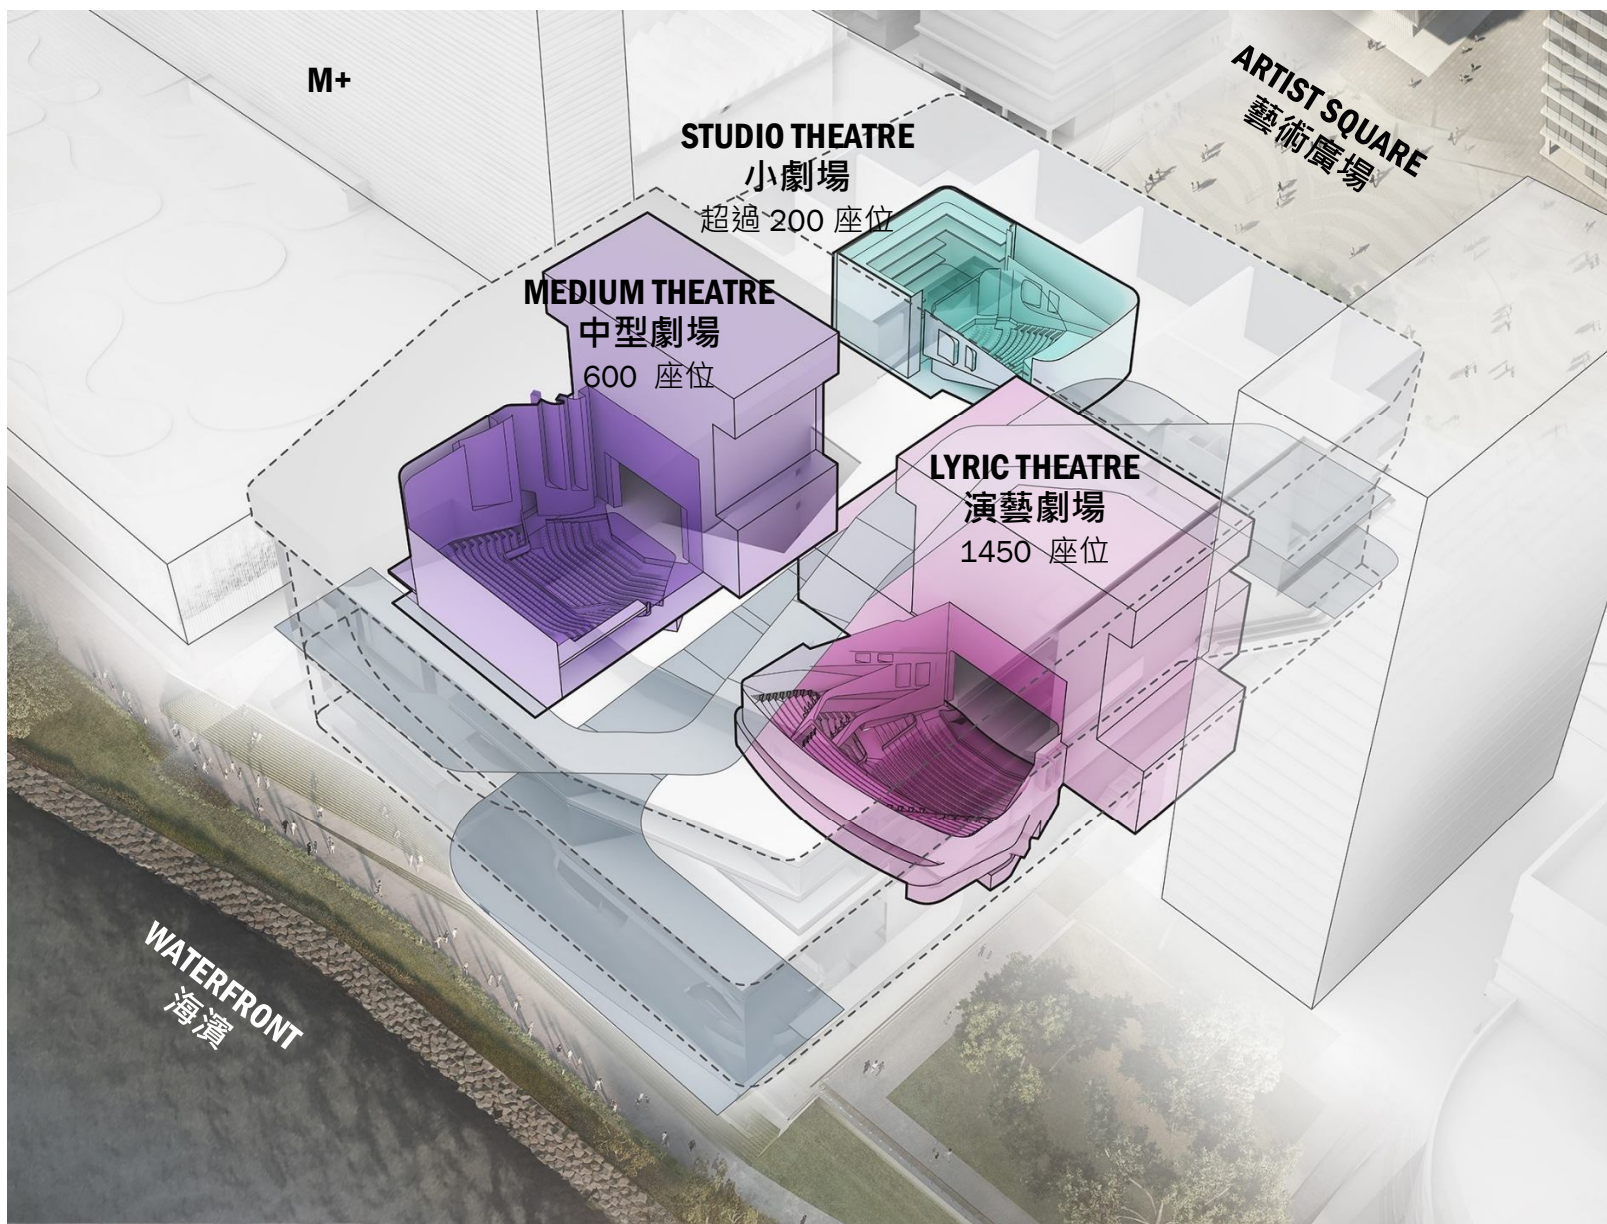 M+
STUDIO THEATRE
小劇場
超過 200 座位
MEDIUM THEATRE
中型劇場
600 座位
LYRIC THEATRE
演藝劇場
1450 座位
ARTIST SQUARE
藝術廣場
WATERFRONT
海濱